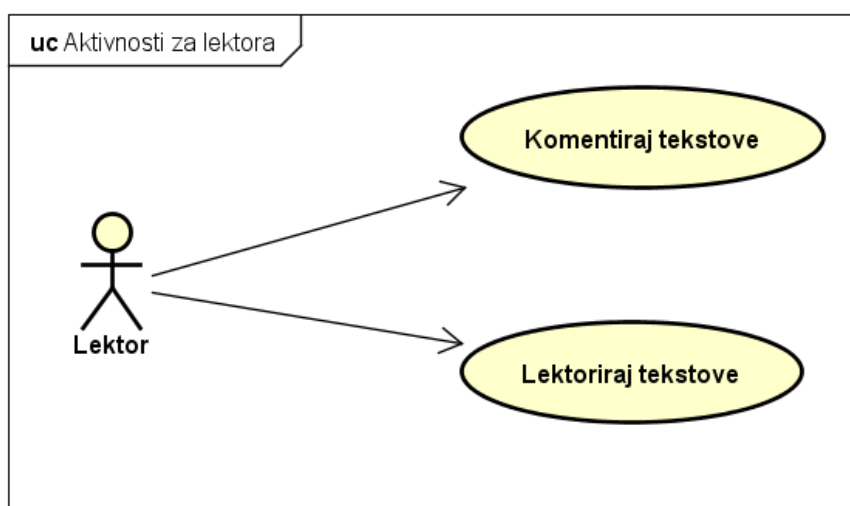 uc Aktivnosti za lektora
Komentiraj tekstove
Lektor
Lektoriraj tekstove